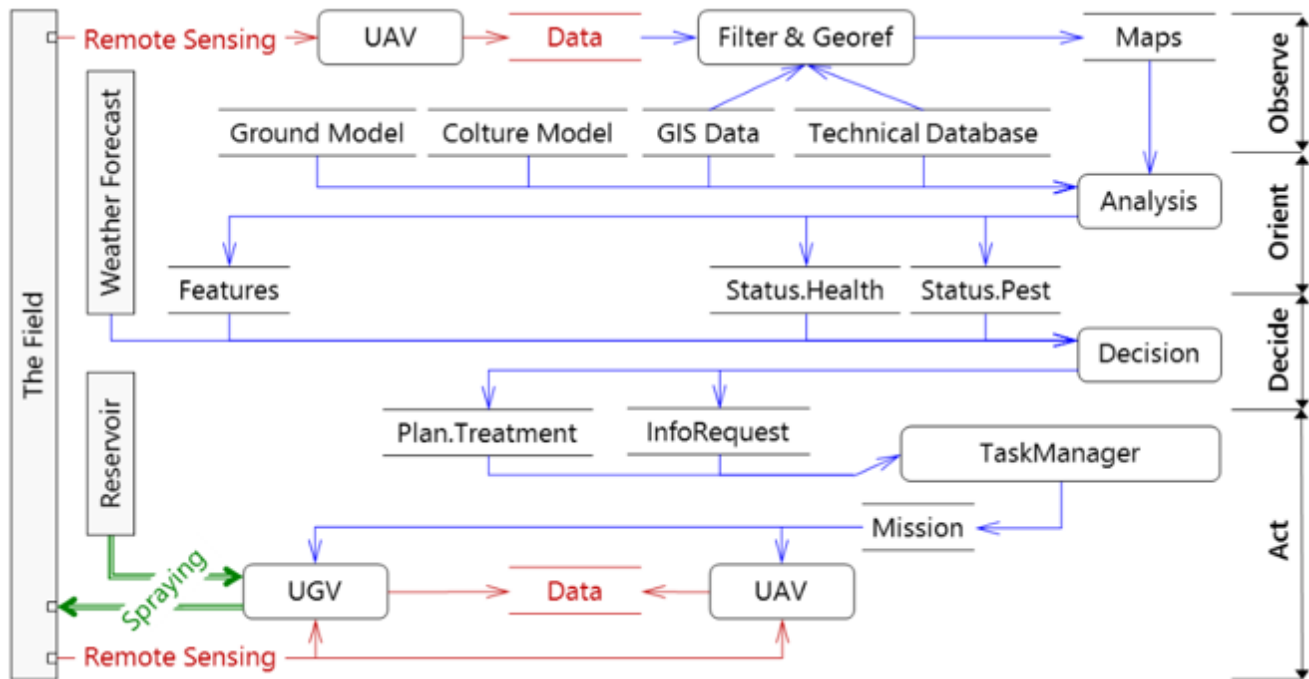 Remote Sensing
UAV
Data
Filter & Georef
Maps
Observe
Ground Model
Colture Model
GIS Data
Technical Database
Weather Forecast
Analysis
Orient
Features
Status.Health
Status.Pest
The Field
Decision
Decide
Reservoir
Plan.Treatment
InfoRequest
TaskManager
Mission
Act
Spraying
UGV
Data
UAV
Remote Sensing